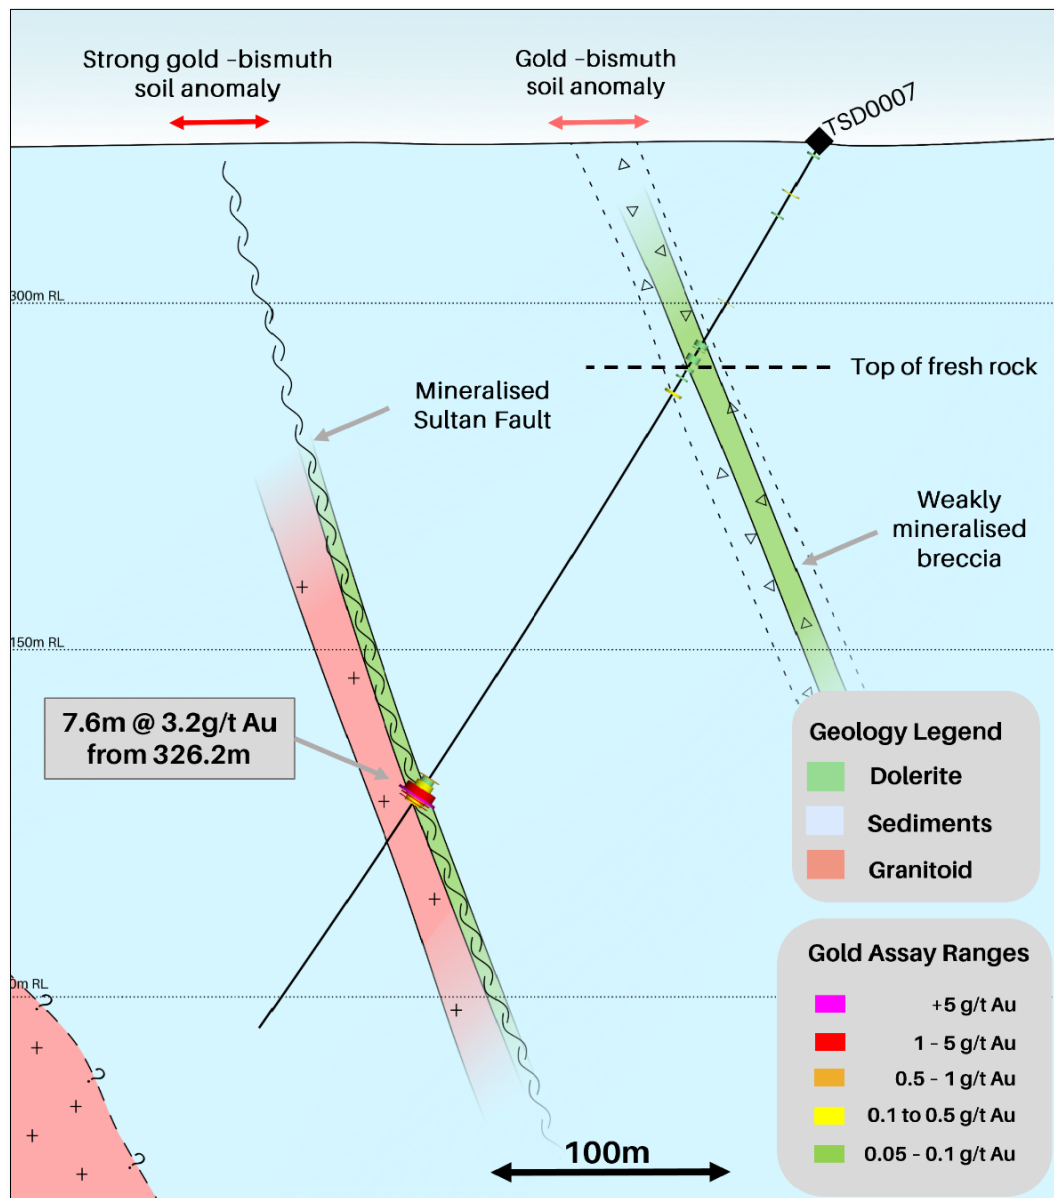 Strong gold –bismuth
soil anomaly
Gold –bismuth
soil anomaly
TSD0007
300m RL
Top of fresh rock
Mineralised
Sultan Fault
Weakly
mineralised
breccia
150m RL
7.6m @ 3.2g/t Au
from 326.2m
Geology Legend
Dolerite
Sediments
Granitoid
Gold Assay Ranges
+5 g/t Au
1 – 5 g/t Au
0.5 – 1 g/t Au
0.1 to 0.5 g/t Au
0.05 – 0.1 g/t Au
0m RL
?
?
?
100m